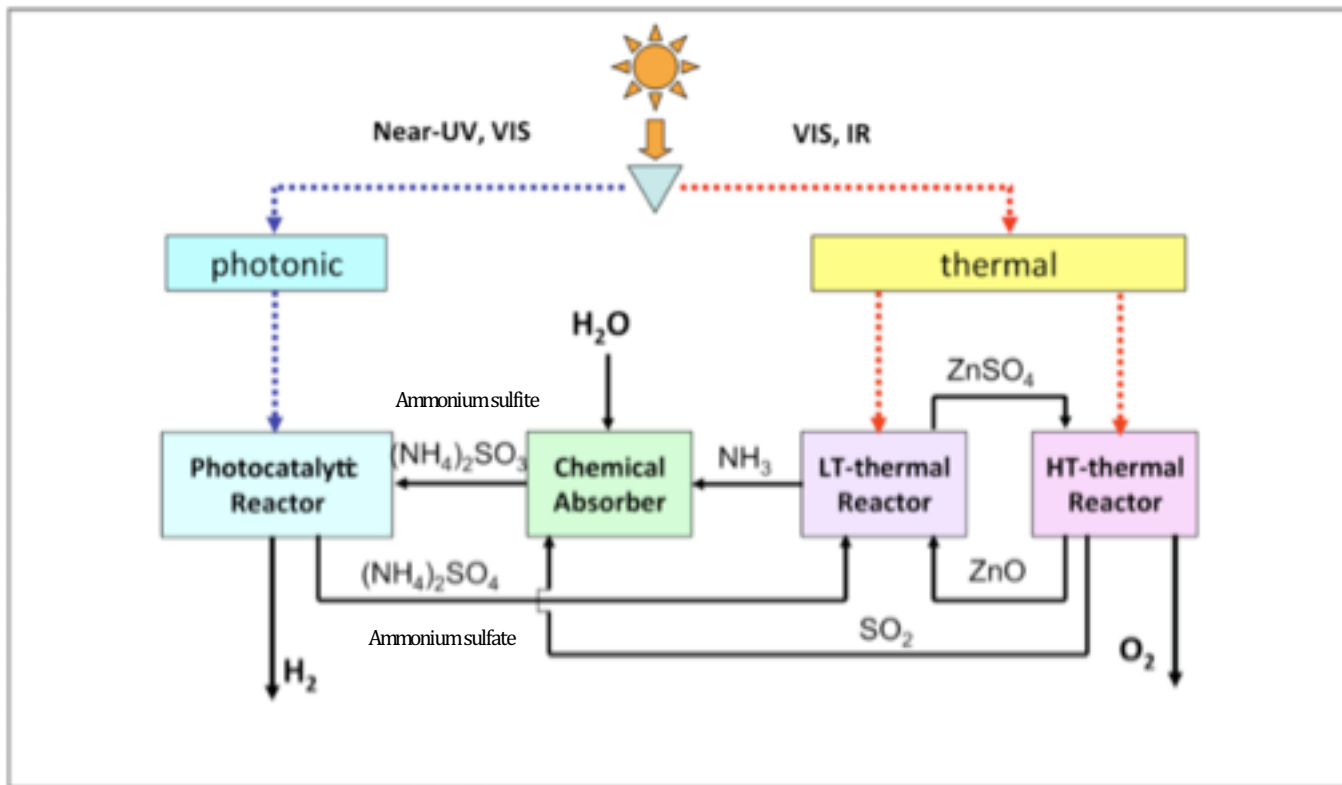 Near-UV, VIS
VIS, IR
photonic
thermal
H₂O
ZnSO₄
Ammonium sulfite
(NH₄)₂SO₃
NH₃
Photocatalytic
Reactor
Chemical
Absorber
LT-thermal
Reactor
HT-thermal
Reactor
(NH₄)₂SO₄
ZnO
Ammonium sulfate
SO₂
H₂
O₂